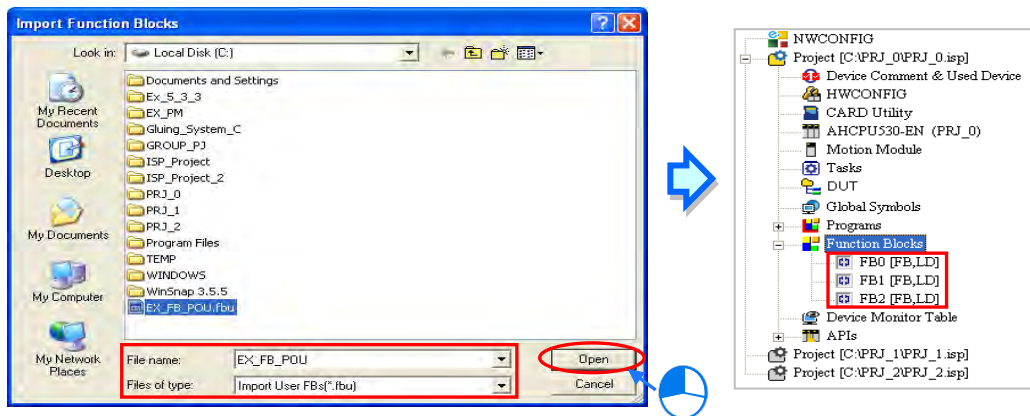 Import Function Blocks
Look in:
Local Disk (C:)
My Recent
Documents
Desktop
My Documents
My Computer
My Network
Places
Documents and Settings
Ex_5_3_3
EX_PM
Gluing_System_C
GROUP_PJ
ISP_Project
ISP_Project_2
PRJ_0
PRJ_1
PRJ_2
Program Files
TEMP
WINDOWS
WinSnap 3.5.5
EX_FB_POU.fbu
File name:
EX_FB_POU
Open
Files of type:
Import User FBs(*.fbu)
Cancel
NWCONFIG
Project [C:\PRJ_0\PRJ_0.isp]
Device Comment & Used Device
HWCONFIG
CARD Utility
AHCPU530-EN (PRJ_0)
Motion Module
Tasks
DUT
Global Symbols
Programs
Function Blocks
FB0 [FB,LD]
FB1 [FB,LD]
FB2 [FB,LD]
Device Monitor Table
APIs
Project [C:\PRJ_1\PRJ_1.isp]
Project [C:\PRJ_2\PRJ_2.isp]